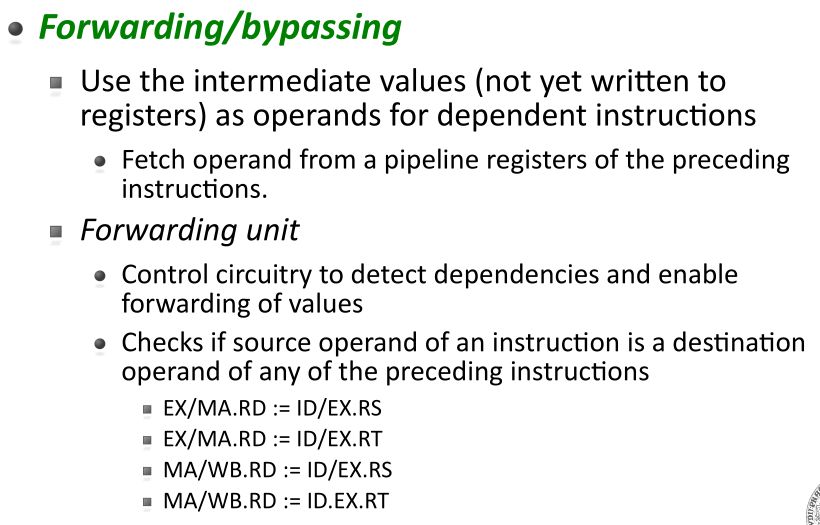 Forwarding/bypassing
Use the intermediate values (not yet written to
registers) as operands for dependent instructions
Fetch operand from a pipeline registers of the preceding
instructions.
Forwarding unit
Control circuitry to detect dependencies and enable
forwarding of values
Checks if source operand of an instruction is a destination
operand of any of the preceding instructions
EX/MA.RD := ID/EX.RS
EX/MA.RD := ID/EX.RT
MA/WB.RD := ID/EX.RS
MA/WB.RD := ID.EX.RT